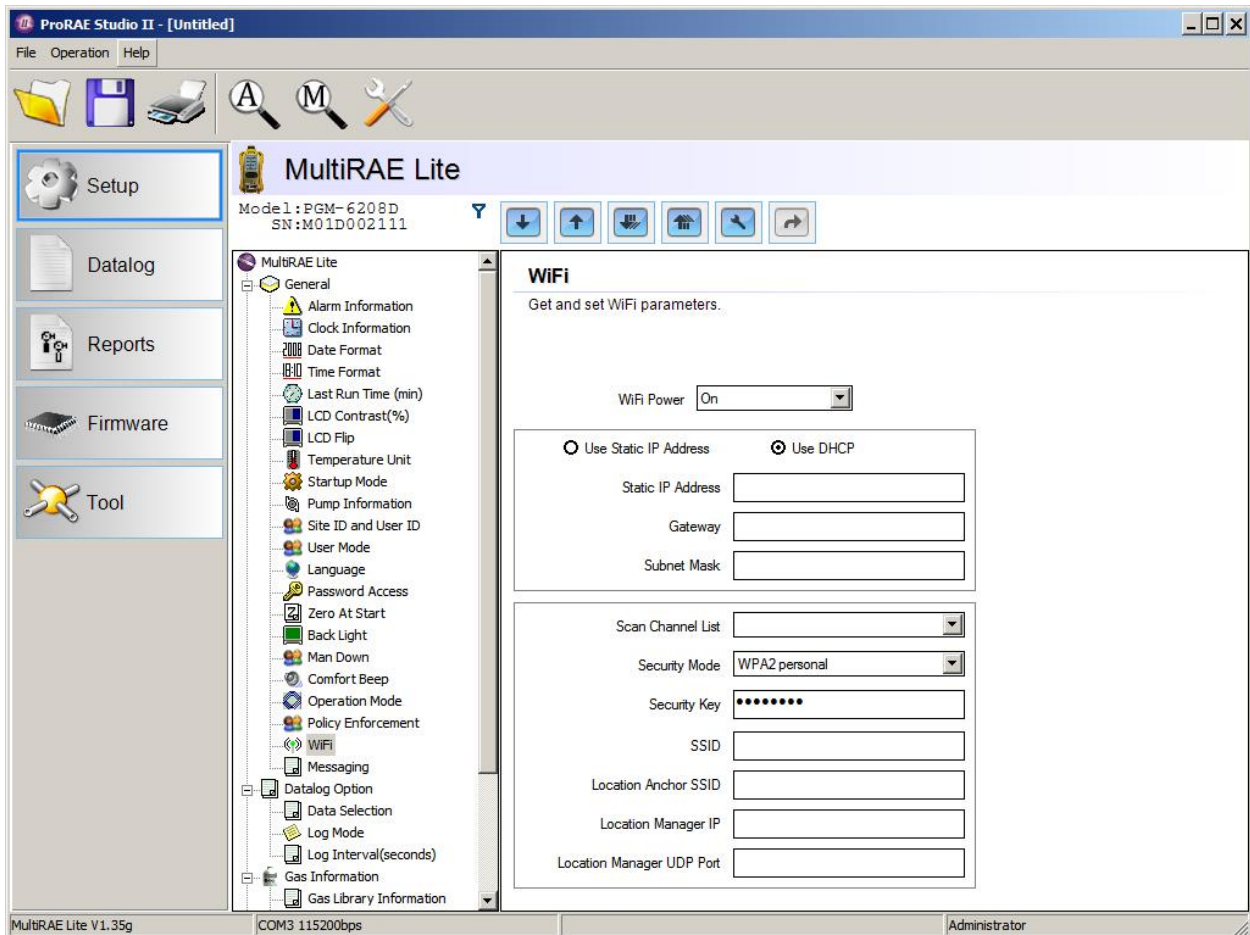 ProRAE Studio II - [Untitled]
File Operation Help
A M
Setup
Datalog
Reports
Firmware
Tool
MultiRAE Lite
Model:PGM-6208D
SN:M01D002111
MultiRAE Lite
General
Alarm Information
Clock Information
Date Format
Time Format
Last Run Time (min)
LCD Contrast(%)
LCD Flip
Temperature Unit
Startup Mode
Pump Information
Site ID and User ID
User Mode
Language
Password Access
Zero At Start
Back Light
Man Down
Comfort Beep
Operation Mode
Policy Enforcement
WiFi
Messaging
Datalog Option
Data Selection
Log Mode
Log Interval(seconds)
Gas Information
Gas Library Information
WiFi
Get and set WiFi parameters.
WiFi Power On
Use Static IP Address Use DHCP
Static IP Address
Gateway
Subnet Mask
Scan Channel List
Security Mode WPA2 personal
Security Key ••••••••
SSID
Location Anchor SSID
Location Manager IP
Location Manager UDP Port
MultiRAE Lite V1.35g COM3 115200bps Administrator